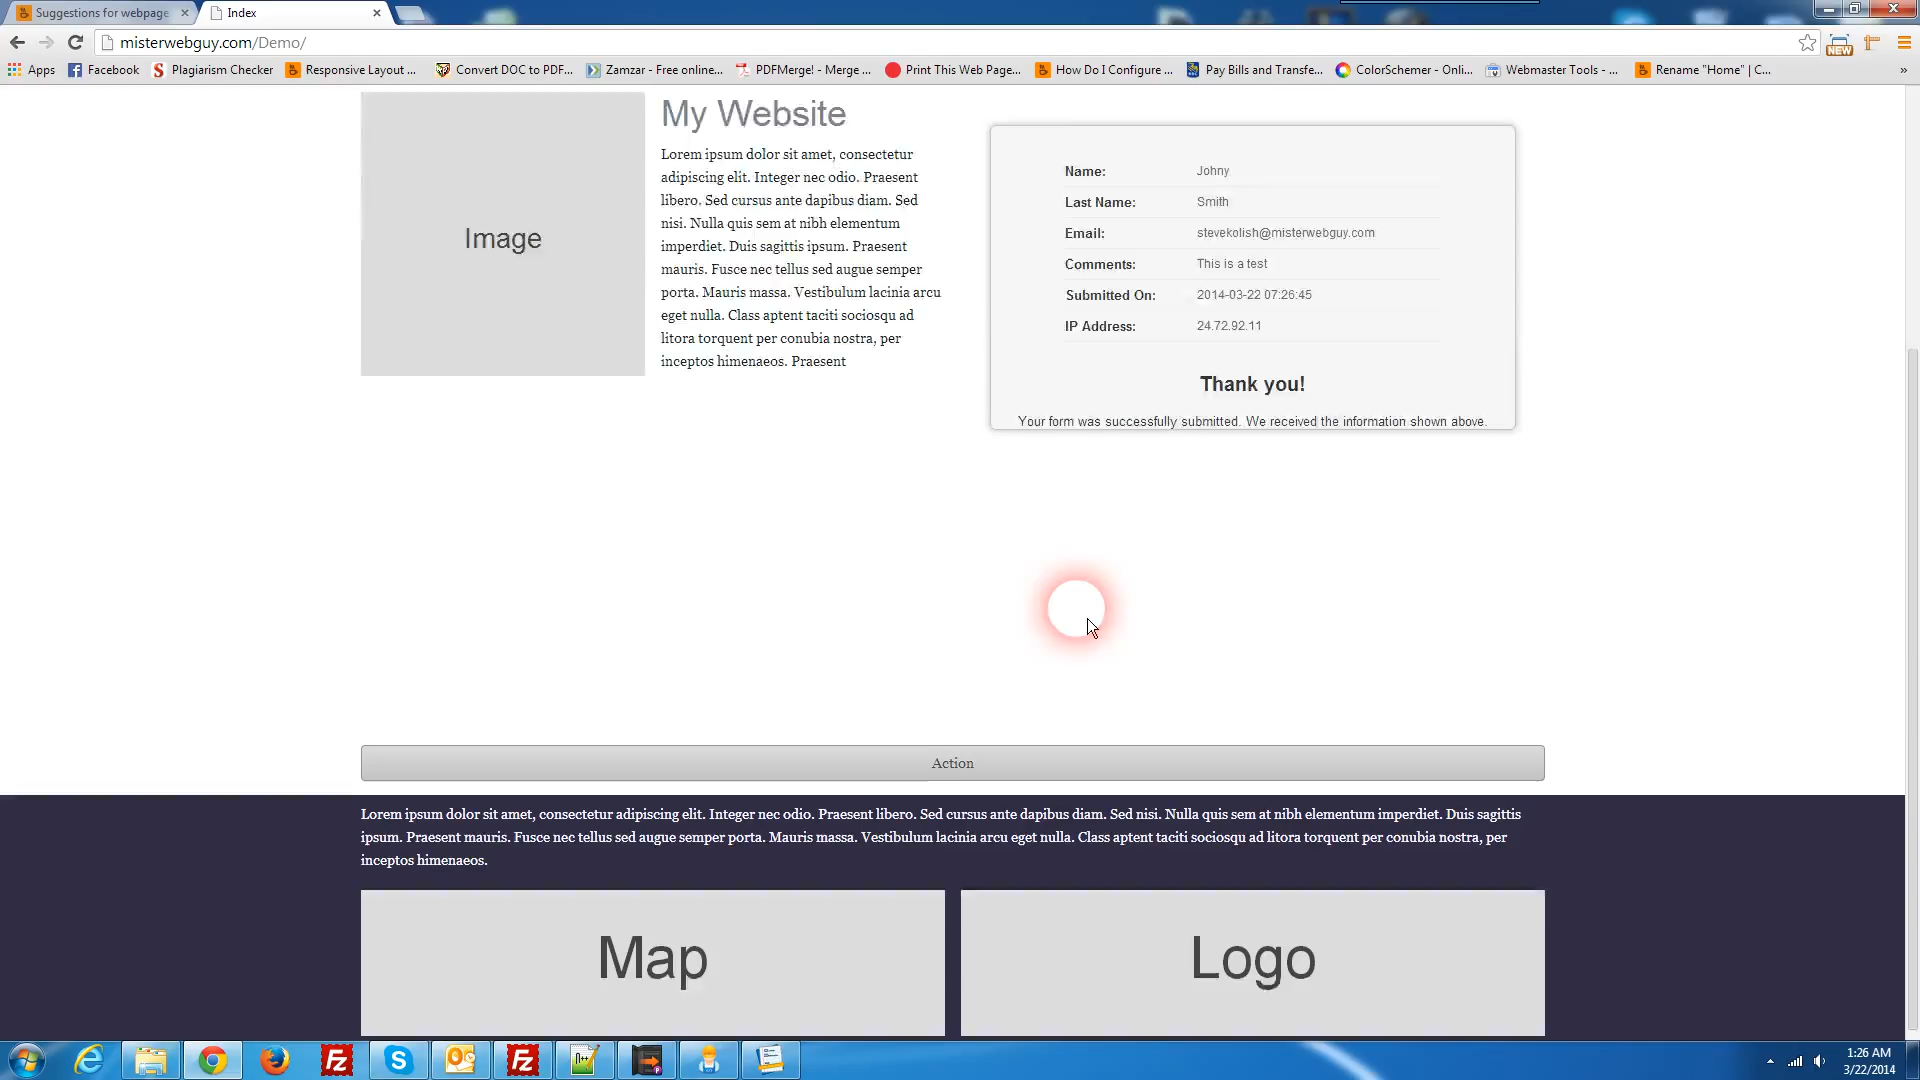 Suggestions for webpage
Index
misterwebguy.com/Demo/
NEW
Apps
Facebook
Plagiarism Checker
Responsive Layout ...
Convert DOC to PDF...
Zamzar - Free online...
PDFMerge! - Merge ...
Print This Web Page...
How Do I Configure ...
Pay Bills and Transfe...
ColorSchemer - Onli...
Webmaster Tools - ...
Rename "Home" | C...
»
Image
My Website
Lorem ipsum dolor sit amet, consectetur
adipiscing elit. Integer nec odio. Praesent
libero. Sed cursus ante dapibus diam. Sed
nisi. Nulla quis sem at nibh elementum
imperdiet. Duis sagittis ipsum. Praesent
mauris. Fusce nec tellus sed augue semper
porta. Mauris massa. Vestibulum lacinia arcu
eget nulla. Class aptent taciti sociosqu ad
litora torquent per conubia nostra, per
inceptos himenaeos. Praesent
Name: Johny
Last Name: Smith
Email: stevekolish@misterwebguy.com
Comments: This is a test
Submitted On: 2014-03-22 07:26:45
IP Address: 24.72.92.11
Thank you!
Your form was successfully submitted. We received the information shown above.
Action
Lorem ipsum dolor sit amet, consectetur adipiscing elit. Integer nec odio. Praesent libero. Sed cursus ante dapibus diam. Sed nisi. Nulla quis sem at nibh elementum imperdiet. Duis sagittis
ipsum. Praesent mauris. Fusce nec tellus sed augue semper porta. Mauris massa. Vestibulum lacinia arcu eget nulla. Class aptent taciti sociosqu ad litora torquent per conubia nostra, per
inceptos himenaeos.
Map
Logo
1:26 AM
3/22/2014